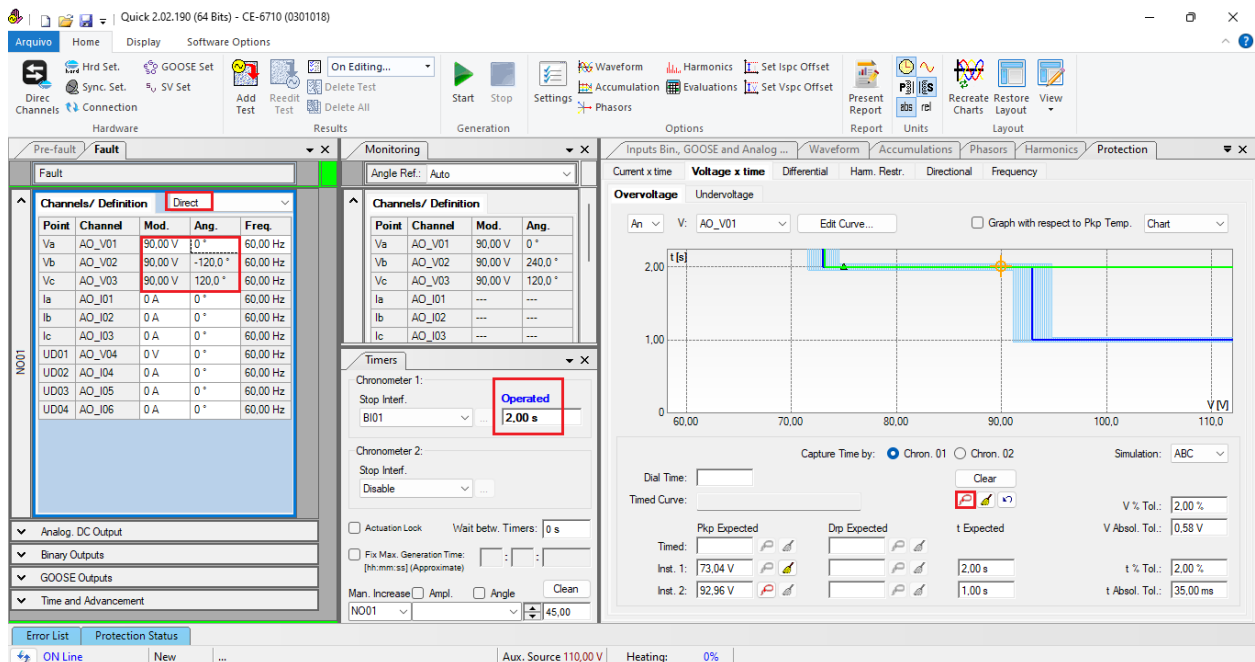 Quick 2.02.190 (64 Bits) - CE-6710 (0301018)
Arquivo Home Display Software Options
Direc Channels
Hrd Set.
Sync. Set.
Connection
GOOSE Set
SV Set
Hardware
Add Test
Reedit Test
On Editing...
Delete Test
Delete All
Results
Start
Stop
Generation
Settings
Waveform
Accumulation
Phasors
Harmonics
Evaluations
Set Ispc Offset
Set Vspc Offset
Options
Present Report
Report
abs rel
Units
Recreate Charts
Restore Layout
View
Layout
Pre-fault Fault
Fault
NO01
Channels/ Definition Direct
Point Channel Mod. Ang. Freq.
Va AO_V01 90,00 V 0 ° 60,00 Hz
Vb AO_V02 90,00 V -120,0 ° 60,00 Hz
Vc AO_V03 90,00 V 120,0 ° 60,00 Hz
Ia AO_I01 0 A 0 ° 60,00 Hz
Ib AO_I02 0 A 0 ° 60,00 Hz
Ic AO_I03 0 A 0 ° 60,00 Hz
UD01 AO_V04 0 V 0 ° 60,00 Hz
UD02 AO_I04 0 A 0 ° 60,00 Hz
UD03 AO_I05 0 A 0 ° 60,00 Hz
UD04 AO_I06 0 A 0 ° 60,00 Hz
Analog. DC Output
Binary Outputs
GOOSE Outputs
Time and Advancement
Monitoring
Angle Ref.: Auto
Channels/ Definition
Point Channel Mod. Ang.
Va AO_V01 90,00 V 0 °
Vb AO_V02 90,00 V 240,0 °
Vc AO_V03 90,00 V 120,0 °
Ia AO_I01 --- ---
Ib AO_I02 --- ---
Ic AO_I03 --- ---
Timers
Chronometer 1:
Stop Interf. Operated
BI01 ... 2,00 s
Chronometer 2:
Stop Interf.
Disable ...
Actuation Lock Wait betw. Timers: 0 s
Fix Max. Generation Time: : :
[hh:mm:ss] (Approximate)
Clean
Man. Increase Ampl. Angle
NO01 45,00
Inputs Bin., GOOSE and Analog ... Waveform Accumulations Phasors Harmonics Protection
Current x time Voltage x time Differential Ham. Restr. Directional Frequency
Overvoltage Undervoltage
An V: AO_V01 Edit Curve... Graph with respect to Pkp Temp. Chart
t [s]
2,00
1,00
0
V [V]
60,00 70,00 80,00 90,00 100,0 110,0
Capture Time by: Chron. 01 Chron. 02 Simulation: ABC
Dial Time: Clear
Timed Curve: V % Tol.: 2,00 %
Pkp Expected Drp Expected t Expected V Absol. Tol.: 0,58 V
Timed:
Inst. 1: 73,04 V 2,00 s t % Tol.: 2,00 %
Inst. 2: 92,96 V 1,00 s t Absol. Tol.: 35,00 ms
Error List Protection Status
ON Line New ... Aux. Source 110,00 V Heating: 0%